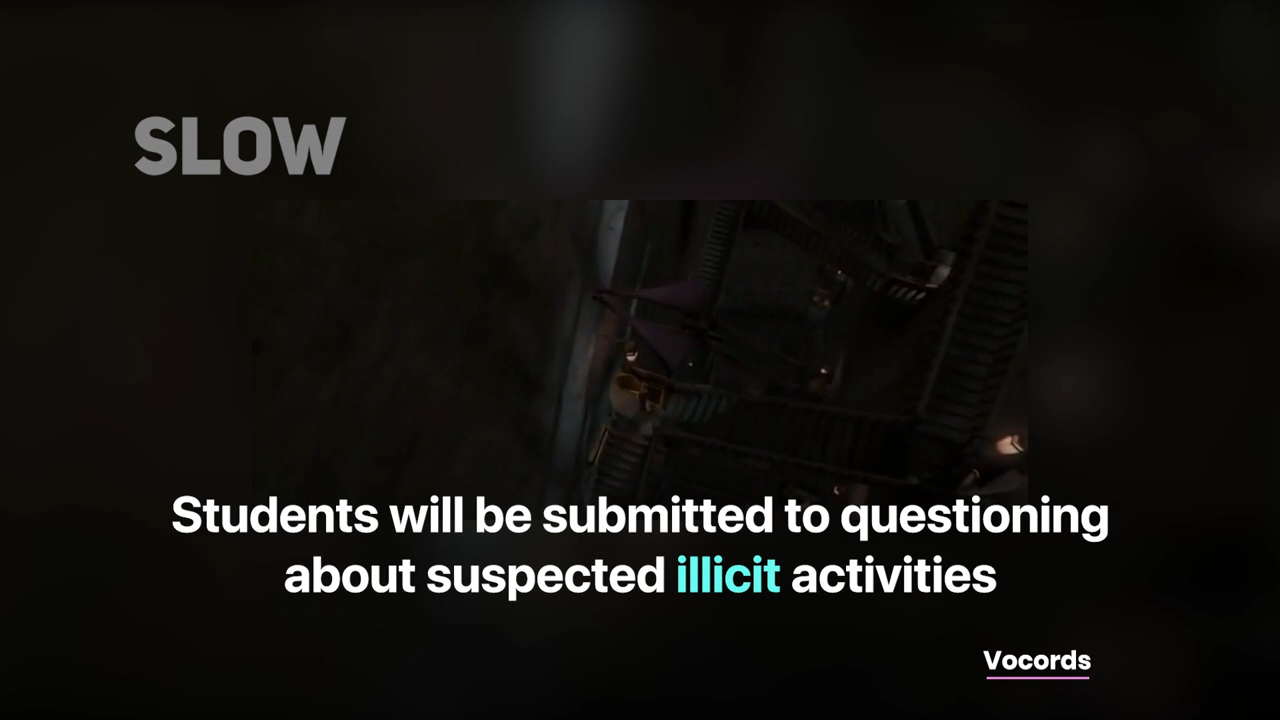 SLOW
Students will be submitted to questioning
about suspected illicit activities
Vocords